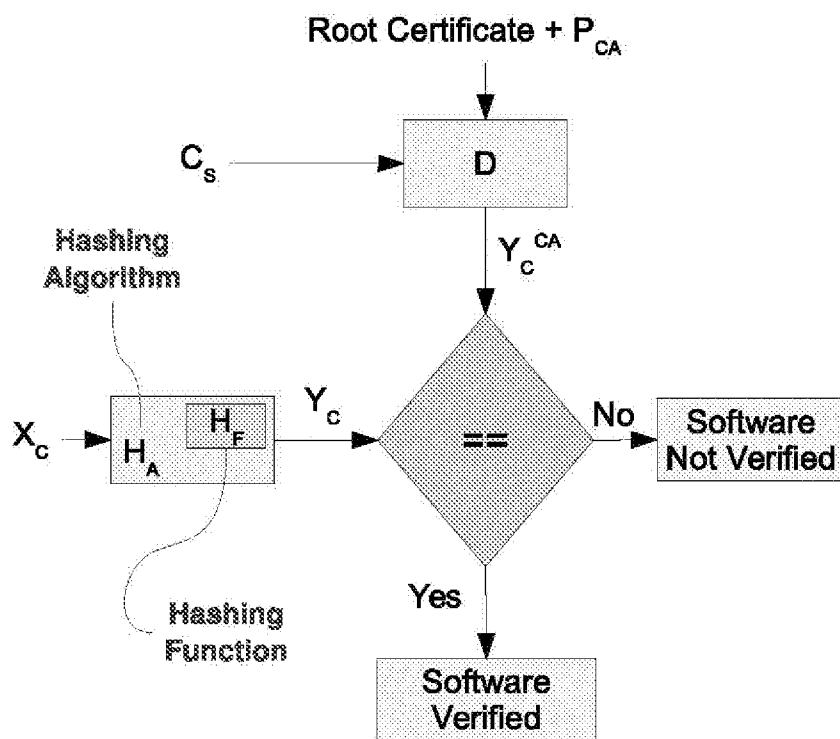 Root Certificate + P_CA
D
C_S
Y_C^CA
Hashing
Algorithm
X_C
H_A
H_F
Y_C
==
No
Software
Not Verified
Yes
Hashing
Function
Software
Verified